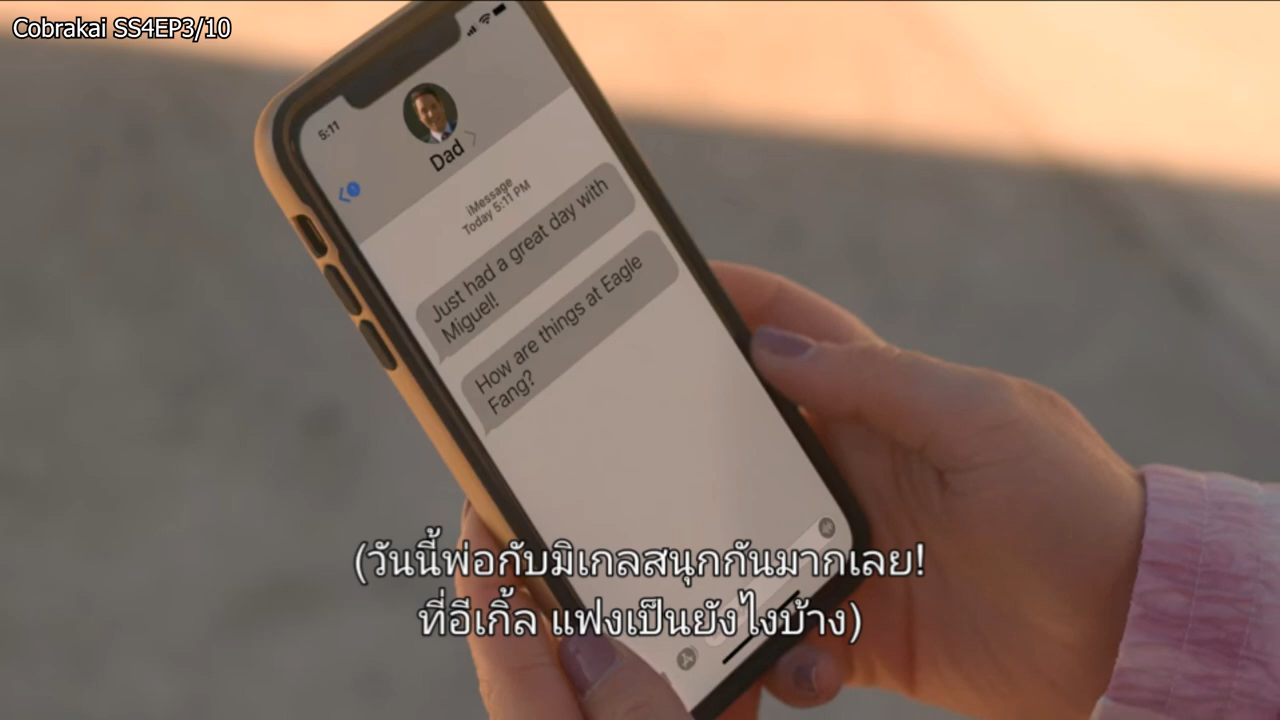 Cobrakai SS4EP3/10
5:11
Dad
iMessage
Today 5:11 PM
Just had a great day with
Miguel!
How are things at Eagle
Fang?
(วันนี้พ่อกับมิเกลสนุกกันมากเลย!
ที่อีเกิ้ล แฟงเป็นยังไงบ้าง)